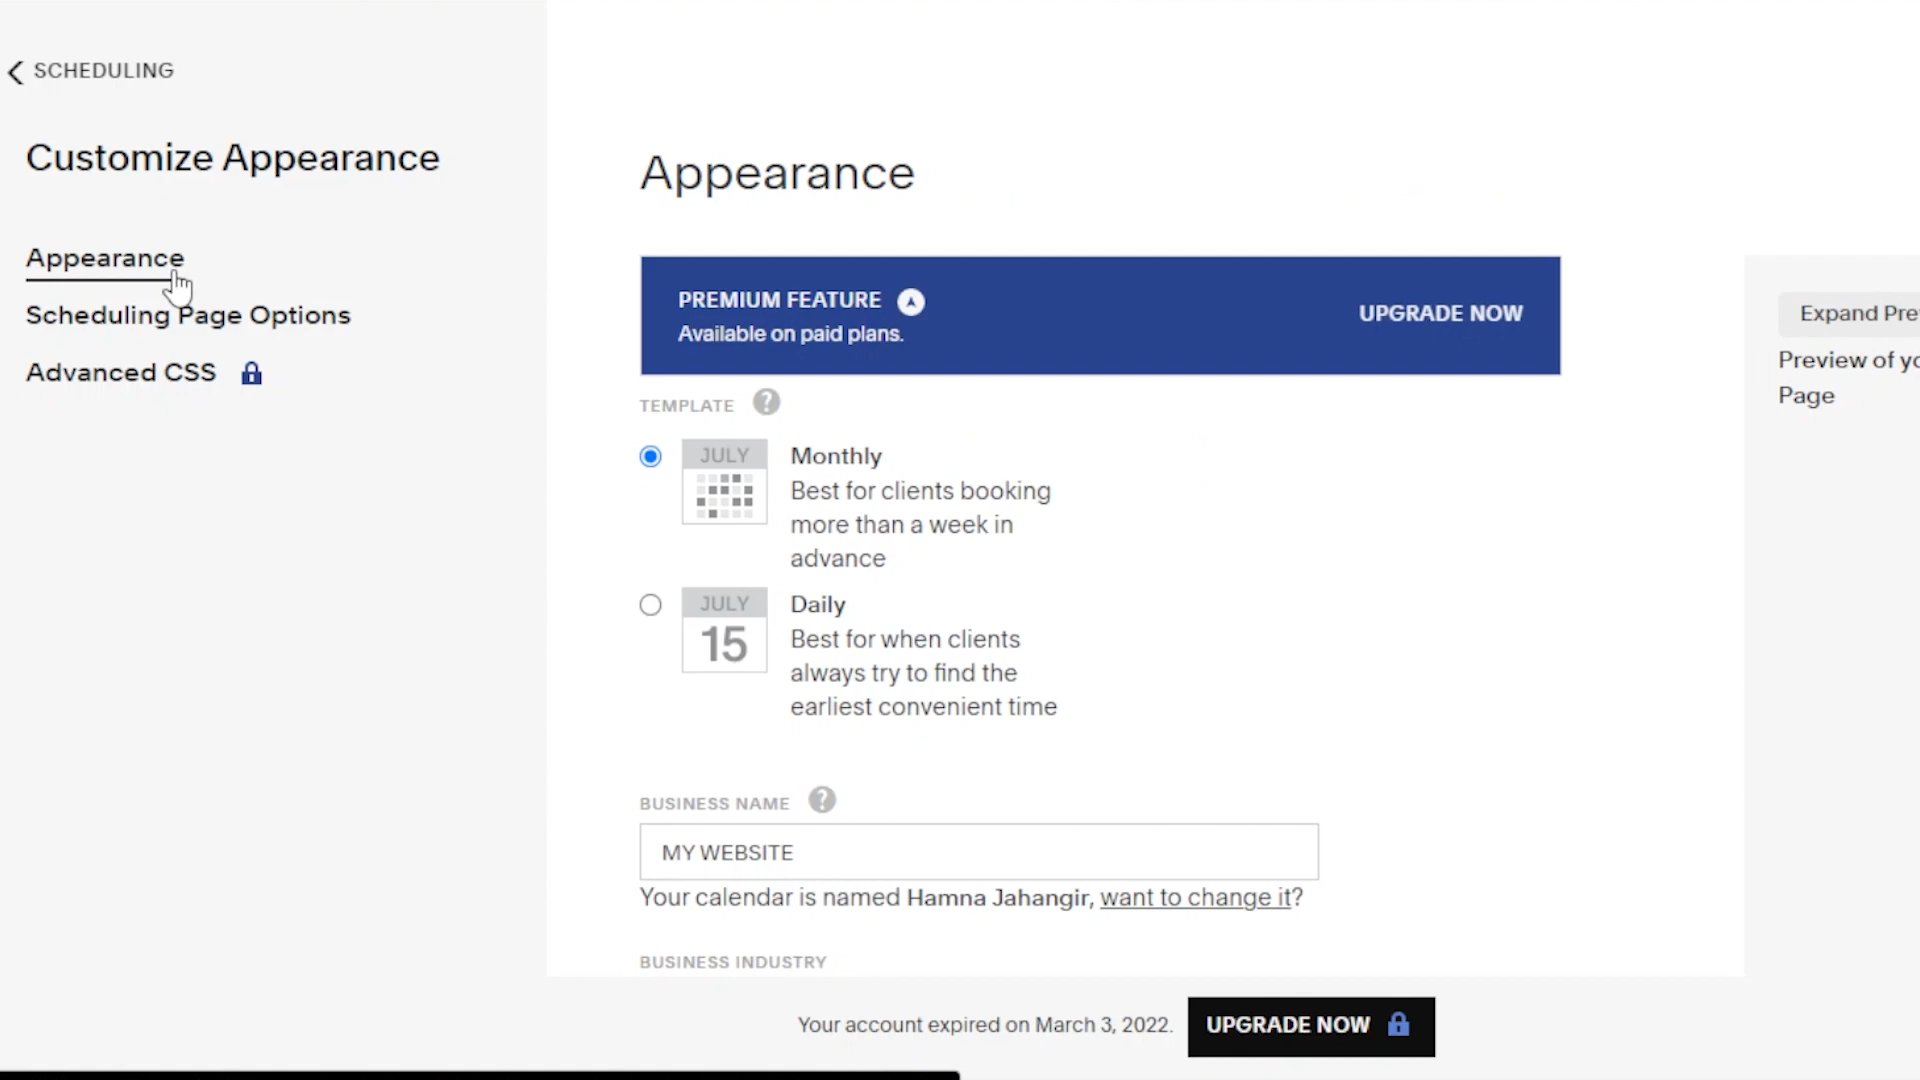 SCHEDULING
Customize Appearance
Appearance
Scheduling Page Options
Advanced CSS
Appearance
PREMIUM FEATURE
Available on paid plans.
UPGRADE NOW
TEMPLATE ?
JULY
Monthly
Best for clients booking
more than a week in
advance
JULY
15
Daily
Best for when clients
always try to find the
earliest convenient time
BUSINESS NAME ?
MY WEBSITE
Your calendar is named Hamna Jahangir, want to change it?
BUSINESS INDUSTRY
Your account expired on March 3, 2022.
UPGRADE NOW
Expand Pre
Preview of yo
Page